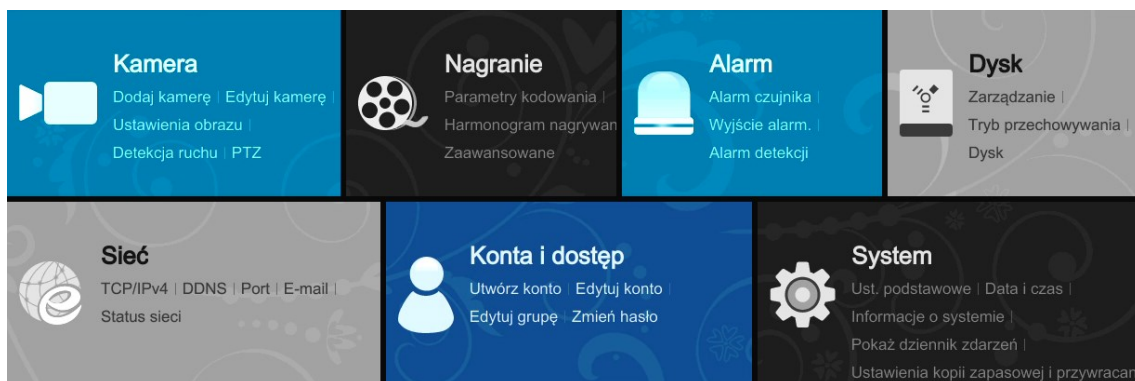 Kamera
Dodaj kamerę | Edytuj kamerę |
Ustawienia obrazu |
Detekcja ruchu | PTZ
Nagranie
Parametry kodowania |
Harmonogram nagrywan
Zaawansowane
Alarm
Alarm czujnika |
Wyjście alarm. |
Alarm detekcji
Dysk
Zarządzanie |
Tryb przechowywania |
Dysk
Sieć
TCP/IPv4 | DDNS | Port | E-mail |
Status sieci
Konta i dostęp
Utwórz konto | Edytuj konto |
Edytuj grupę | Zmień hasło
System
Ust. podstawowe | Data i czas |
Informacje o systemie |
Pokaż dziennik zdarzeń |
Ustawienia kopii zapasowej i przywracan